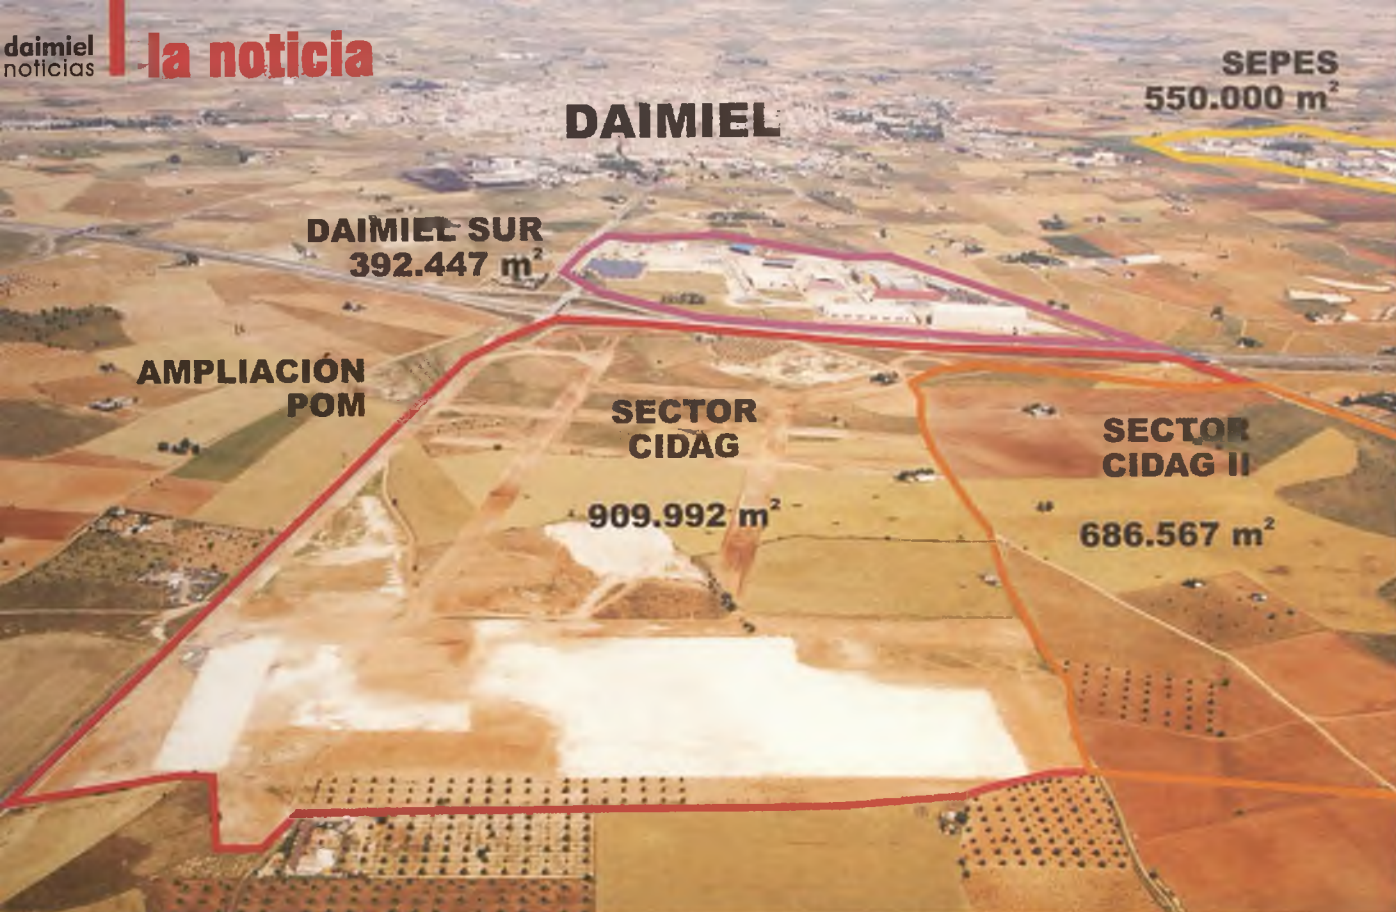 daimiel
noticias
la noticia
SEPES
550.000 m²
DAIMIEL
DAIMIEL SUR
392.447 m²
AMPLIACIÓN
POM
SECTOR
CIDAG
909.992 m²
SECTOR
CIDAG II
686.567 m²